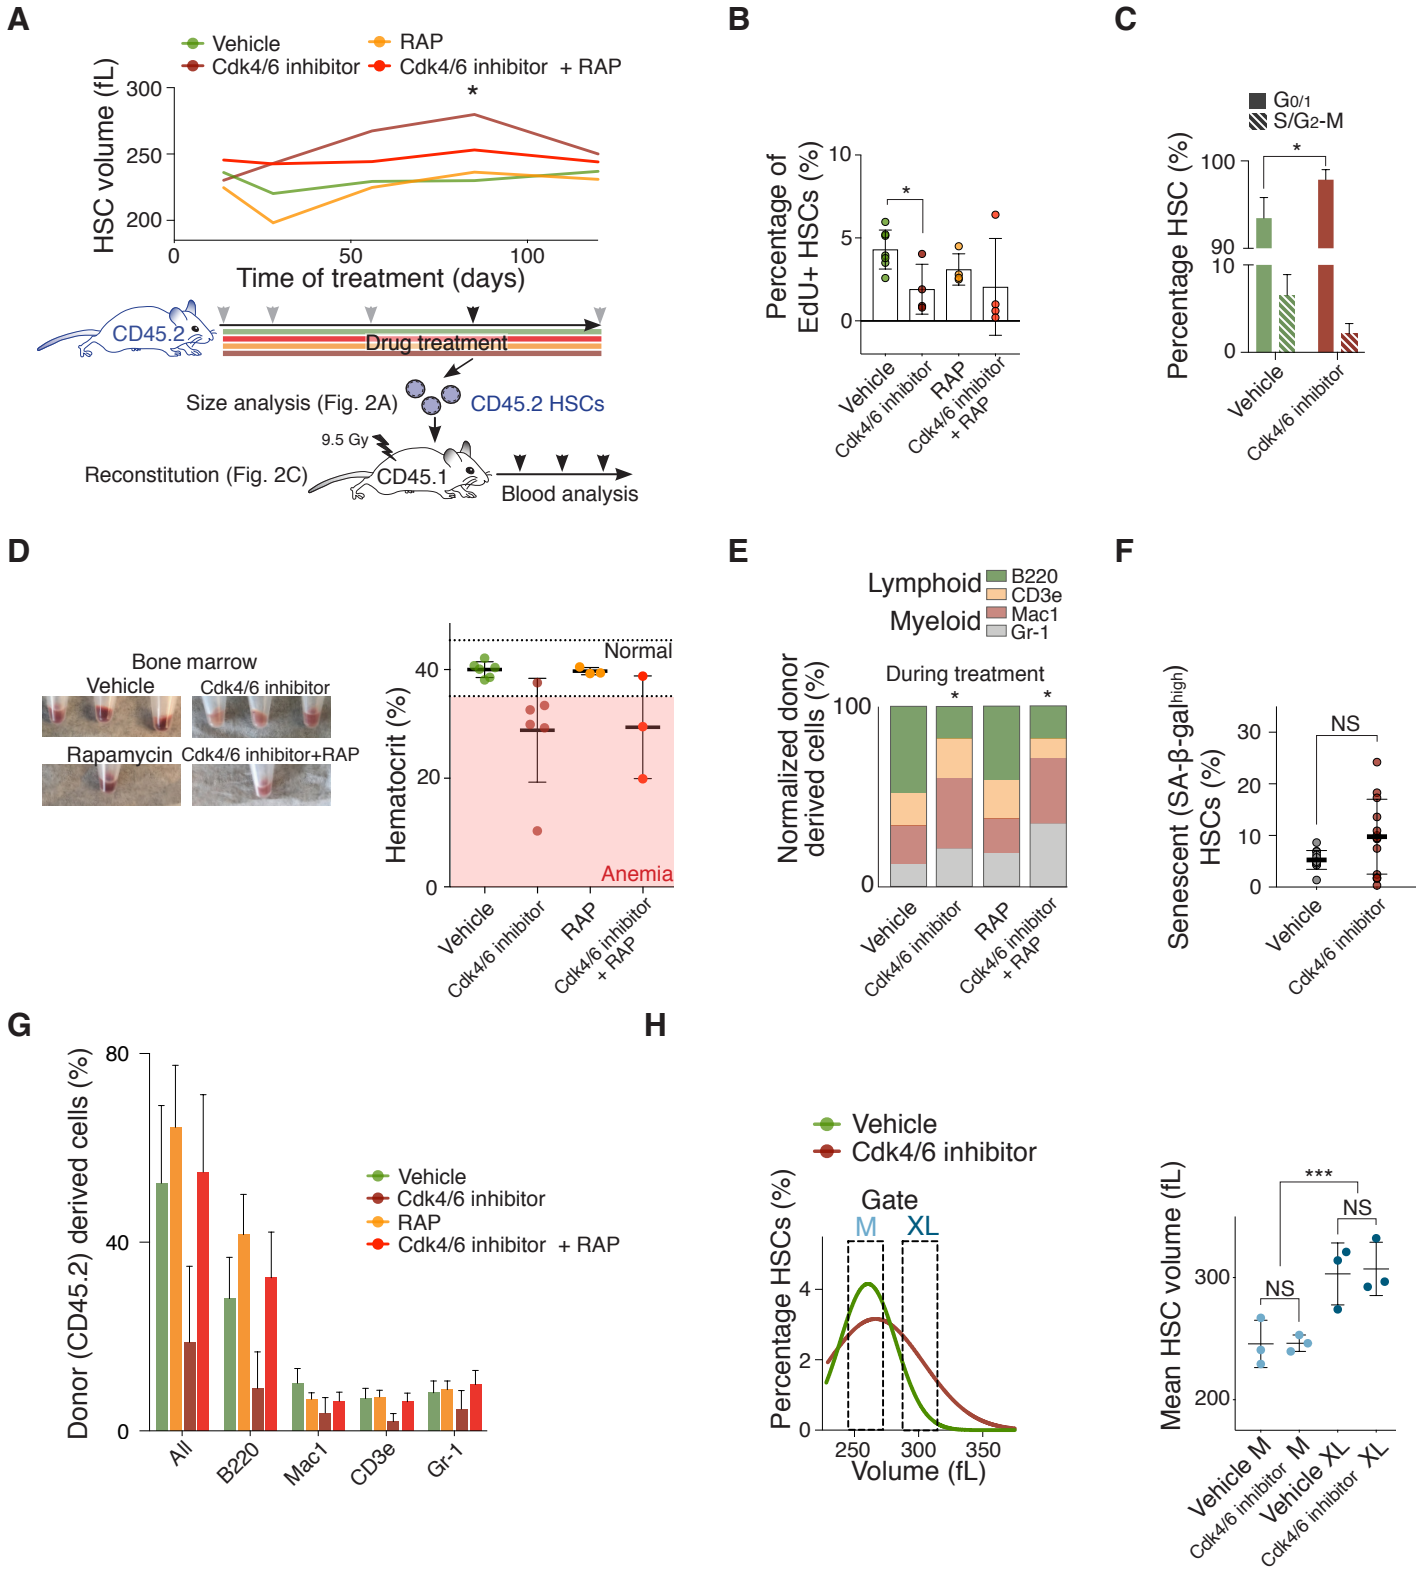 A
Vehicle
RAP
Cdk4/6 inhibitor
Cdk4/6 inhibitor + RAP
HSC volume (fL)
300
250
200
*
0
50
100
Time of treatment (days)
CD45.2
Drug treatment
Size analysis (Fig. 2A)
CD45.2 HSCs
9.5 Gy
Reconstitution (Fig. 2C)
CD45.1
Blood analysis
B
Percentage of
EdU+ HSCs (%)
10
5
0
*
Vehicle
Cdk4/6 inhibitor
RAP
Cdk4/6 inhibitor
+ RAP
C
G0/1
S/G2-M
Percentage HSC (%)
100
90
10
0
*
Vehicle
Cdk4/6 inhibitor
D
Bone marrow
Vehicle
Cdk4/6 inhibitor
Rapamycin
Cdk4/6 inhibitor+RAP
Hematocrit (%)
40
20
0
Normal
Anemia
Vehicle
Cdk4/6 inhibitor
RAP
Cdk4/6 inhibitor
+ RAP
E
Lymphoid
B220
CD3e
Myeloid
Mac1
Gr-1
Normalized donor
derived cells (%)
During treatment
100
0
*
*
Vehicle
Cdk4/6 inhibitor
RAP
Cdk4/6 inhibitor
+ RAP
F
Senescent (SA-β-galhigh)
HSCs (%)
30
20
10
0
NS
Vehicle
Cdk4/6 inhibitor
G
Donor (CD45.2) derived cells (%)
80
40
0
Vehicle
Cdk4/6 inhibitor
RAP
Cdk4/6 inhibitor + RAP
All
B220
Mac1
CD3e
Gr-1
H
Vehicle
Cdk4/6 inhibitor
Percentage HSCs (%)
Gate
M
XL
4
2
0
250
300
350
Volume (fL)
Mean HSC volume (fL)
300
200
***
NS
NS
Vehicle M
Cdk4/6 inhibitor M
Vehicle XL
Cdk4/6 inhibitor XL